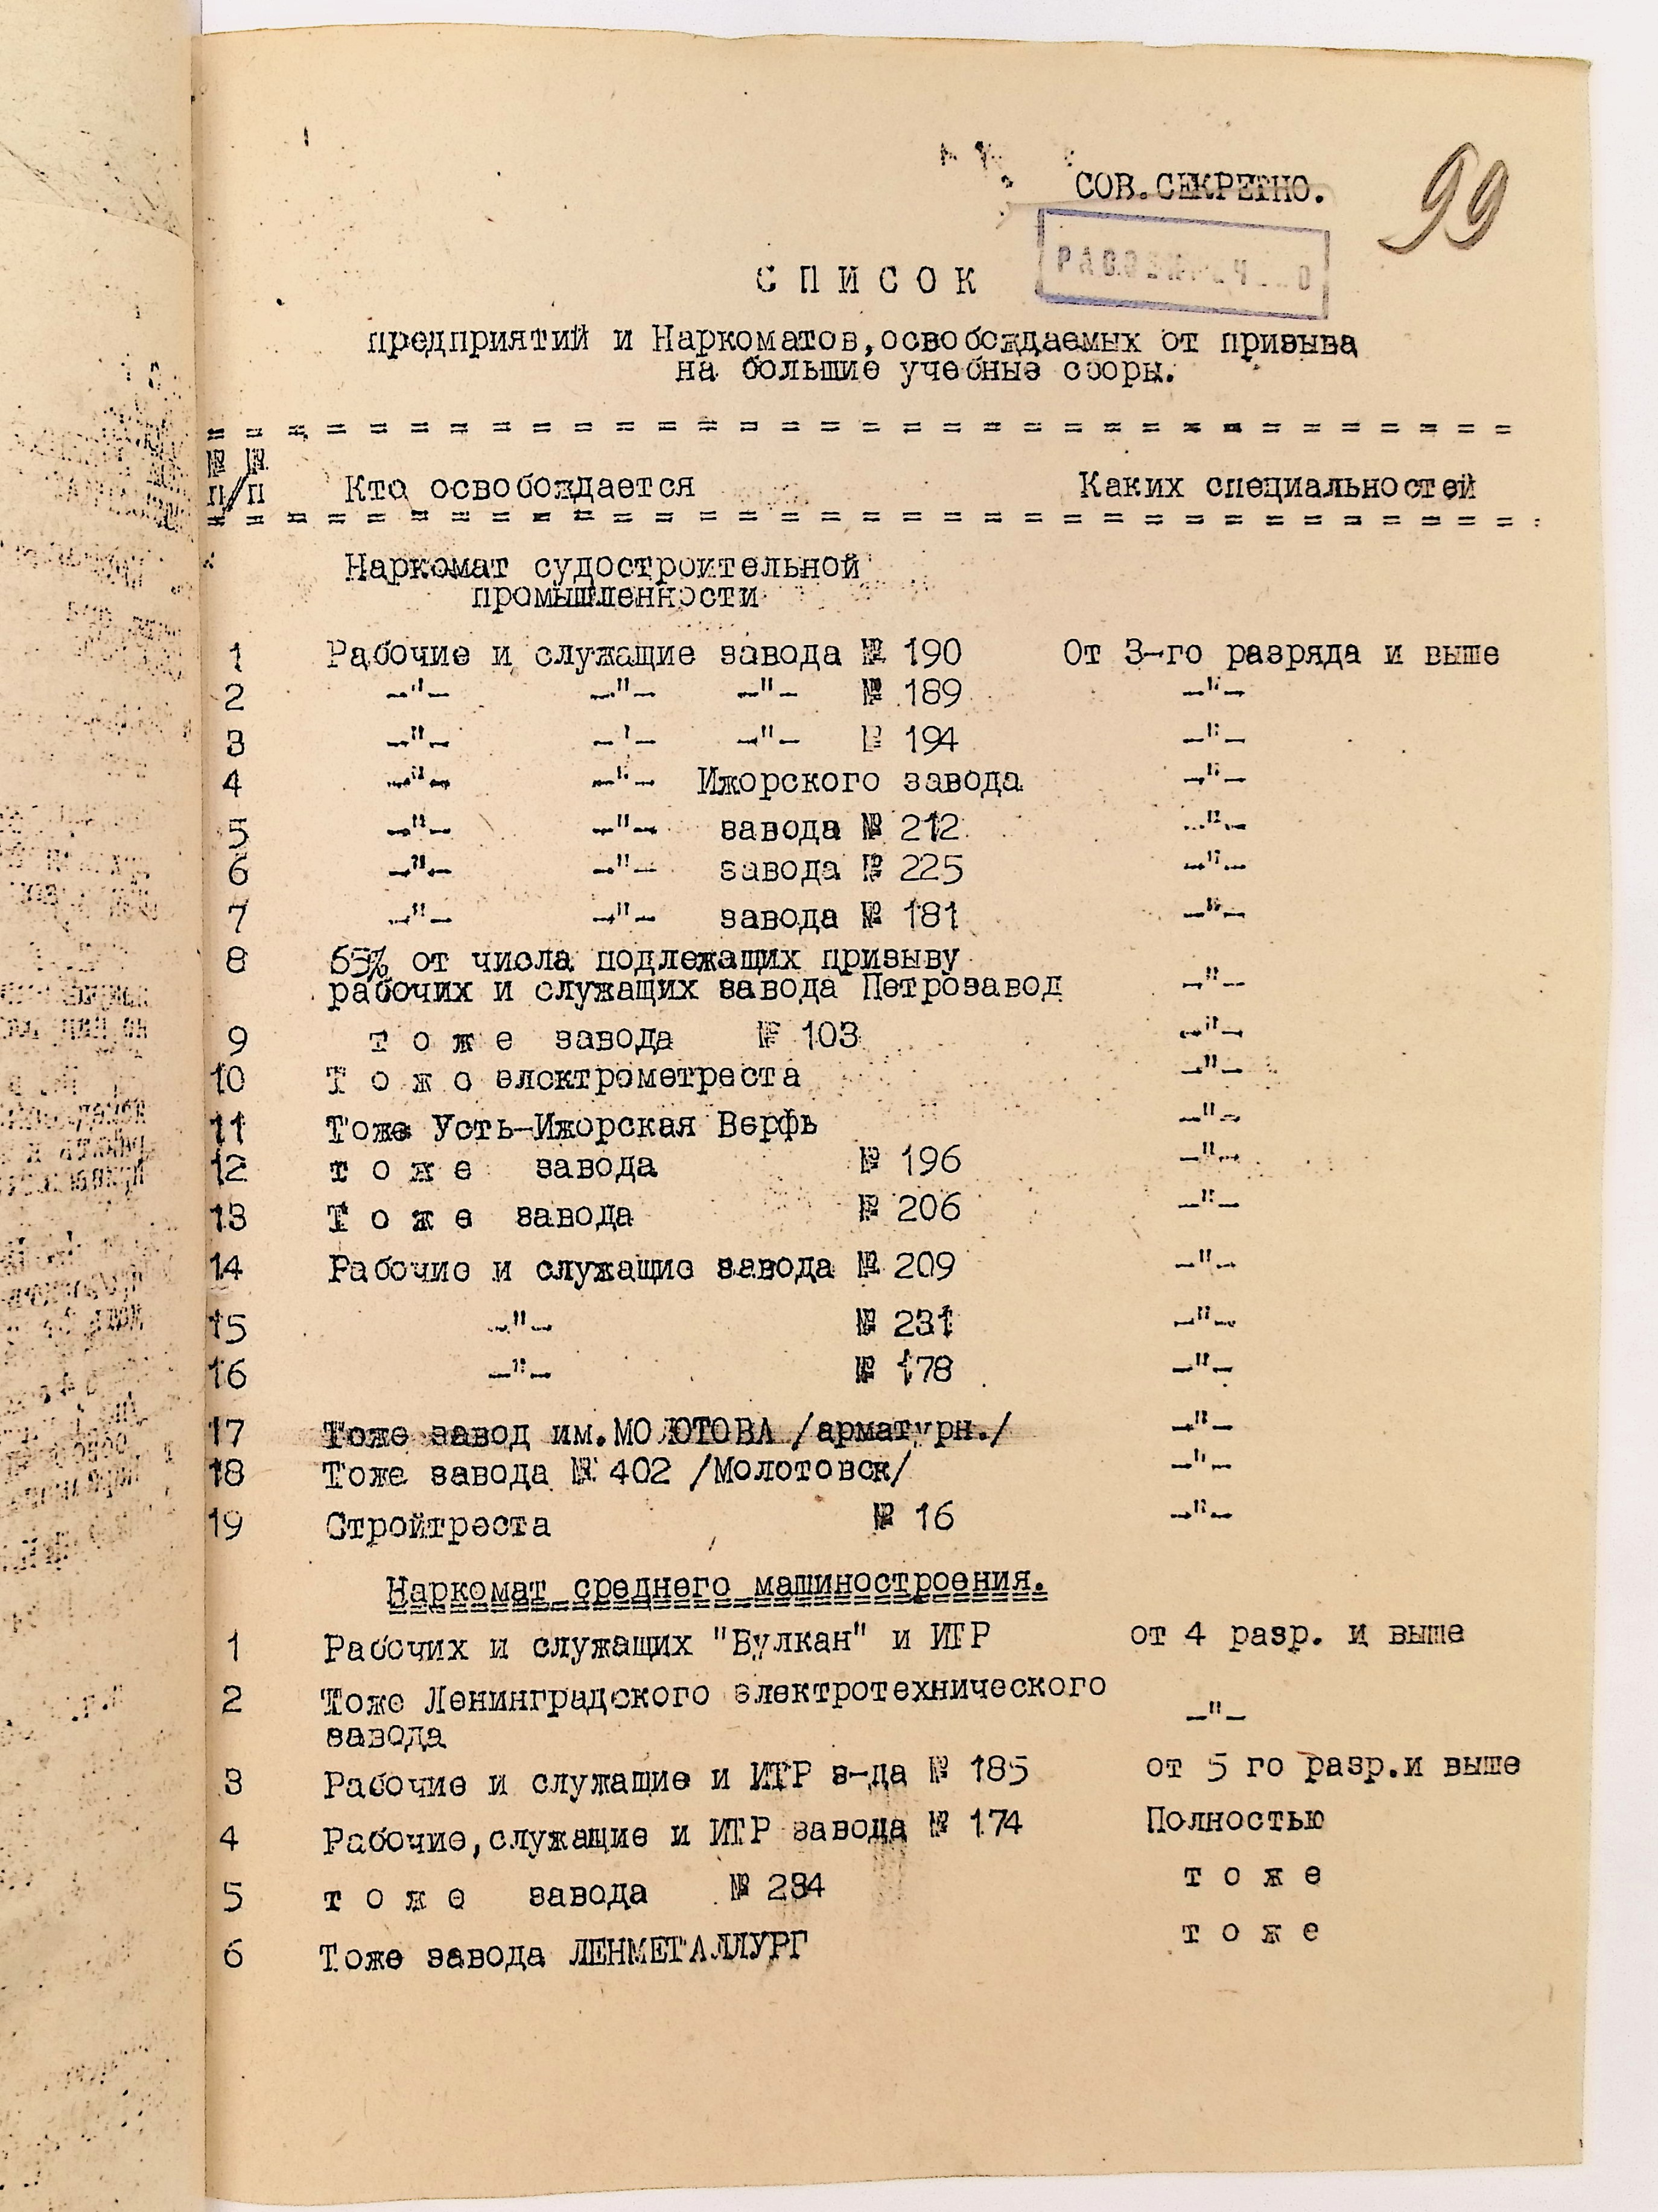 СОВ.СЕКРЕТНО.
99
РАССЕКРЕЧЕНО
С П И С О К
предприятий и Наркоматов,освобождаемых от призыва
на большие учебные сборы.
= = = = = = = = = = = = = = = = = = = = = = = = = = = = = = = =
№ №
п/п Кто освобождается Каких специальностей
= = = = = = = = = = = = = = = = = = = = = = = = = = = = = = = =
Наркомат судостроительной
промышленности
1 Рабочие и служащие завода № 190 От 3-го разряда и выше
2 -"- -"- -"- № 189 -"-
3 -"- -"- -"- № 194 -"-
4 -"- -"- Ижорского завода -"-
5 -"- -"- завода № 212 -"-
6 -"- -"- завода № 225 -"-
7 -"- -"- завода № 181 -"-
8 65% от числа подлежащих призыву
рабочих и служащих завода Петрозавод -"-
9 т о ж е завода № 103 -"-
10 Т о ж е електрометреста -"-
11 Тоже Усть-Ижорская Верфь -"-
12 т о ж е завода № 196 -"-
13 Т о ж е завода № 206 -"-
14 Рабочие и служащие завода № 209 -"-
15 -"- № 231 -"-
16 -"- № 178 -"-
17 Тоже завод им.МОЛОТОВА /арматурн./ -"-
18 Тоже завода № 402 /Молотовск/ -"-
19 Стройтреста № 16 -"-
Наркомат среднего машиностроения.
1 Рабочих и служащих "Вулкан" и ИТР от 4 разр. и выше
2 Тоже Ленинградского электротехнического
завода -"-
3 Рабочие и служащие и ИТР з-да № 185 от 5 го разр.и выше
4 Рабочие,служащие и ИТР завода № 174 Полностью
5 т о ж е завода № 234 т о ж е
6 Тоже завода ЛЕНМЕТАЛЛУРГ т о ж е